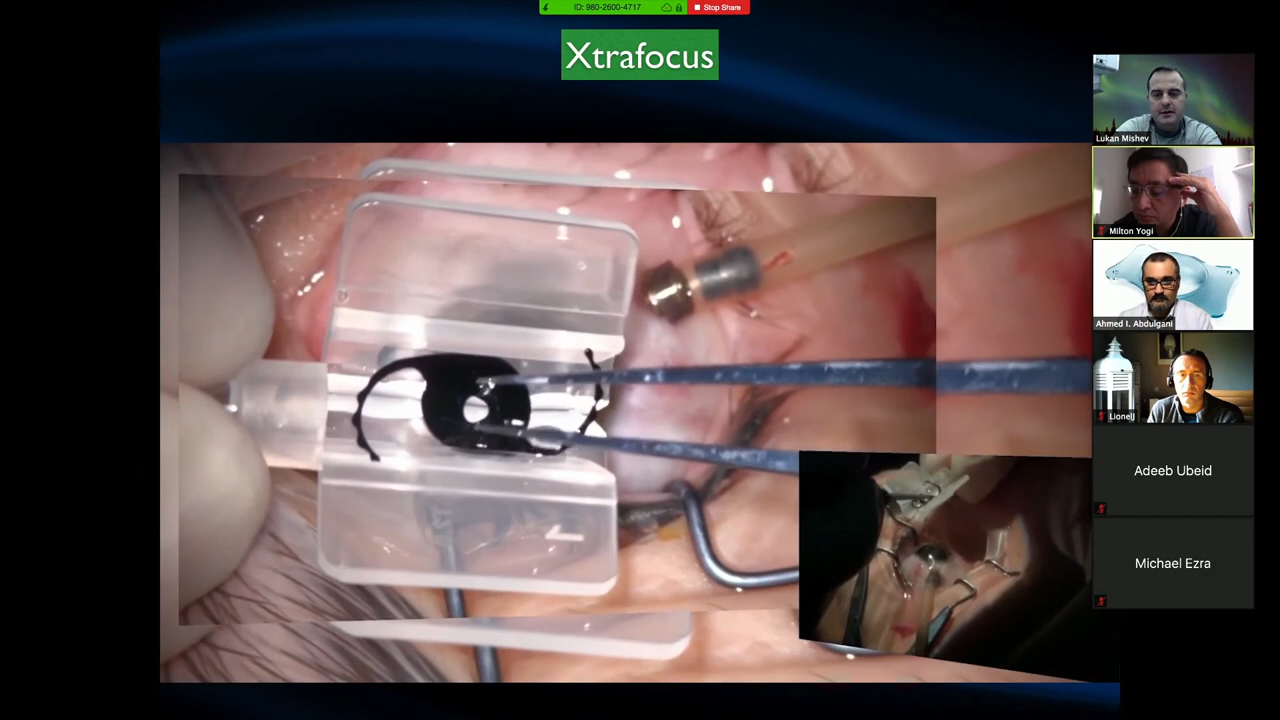 ID: 980-2600-4717
Stop Share
Xtrafocus
Lukan Mishev
Milton Yogi
Ahmed I. Abdulgani
Lionel
Adeeb Ubeid
Michael Ezra